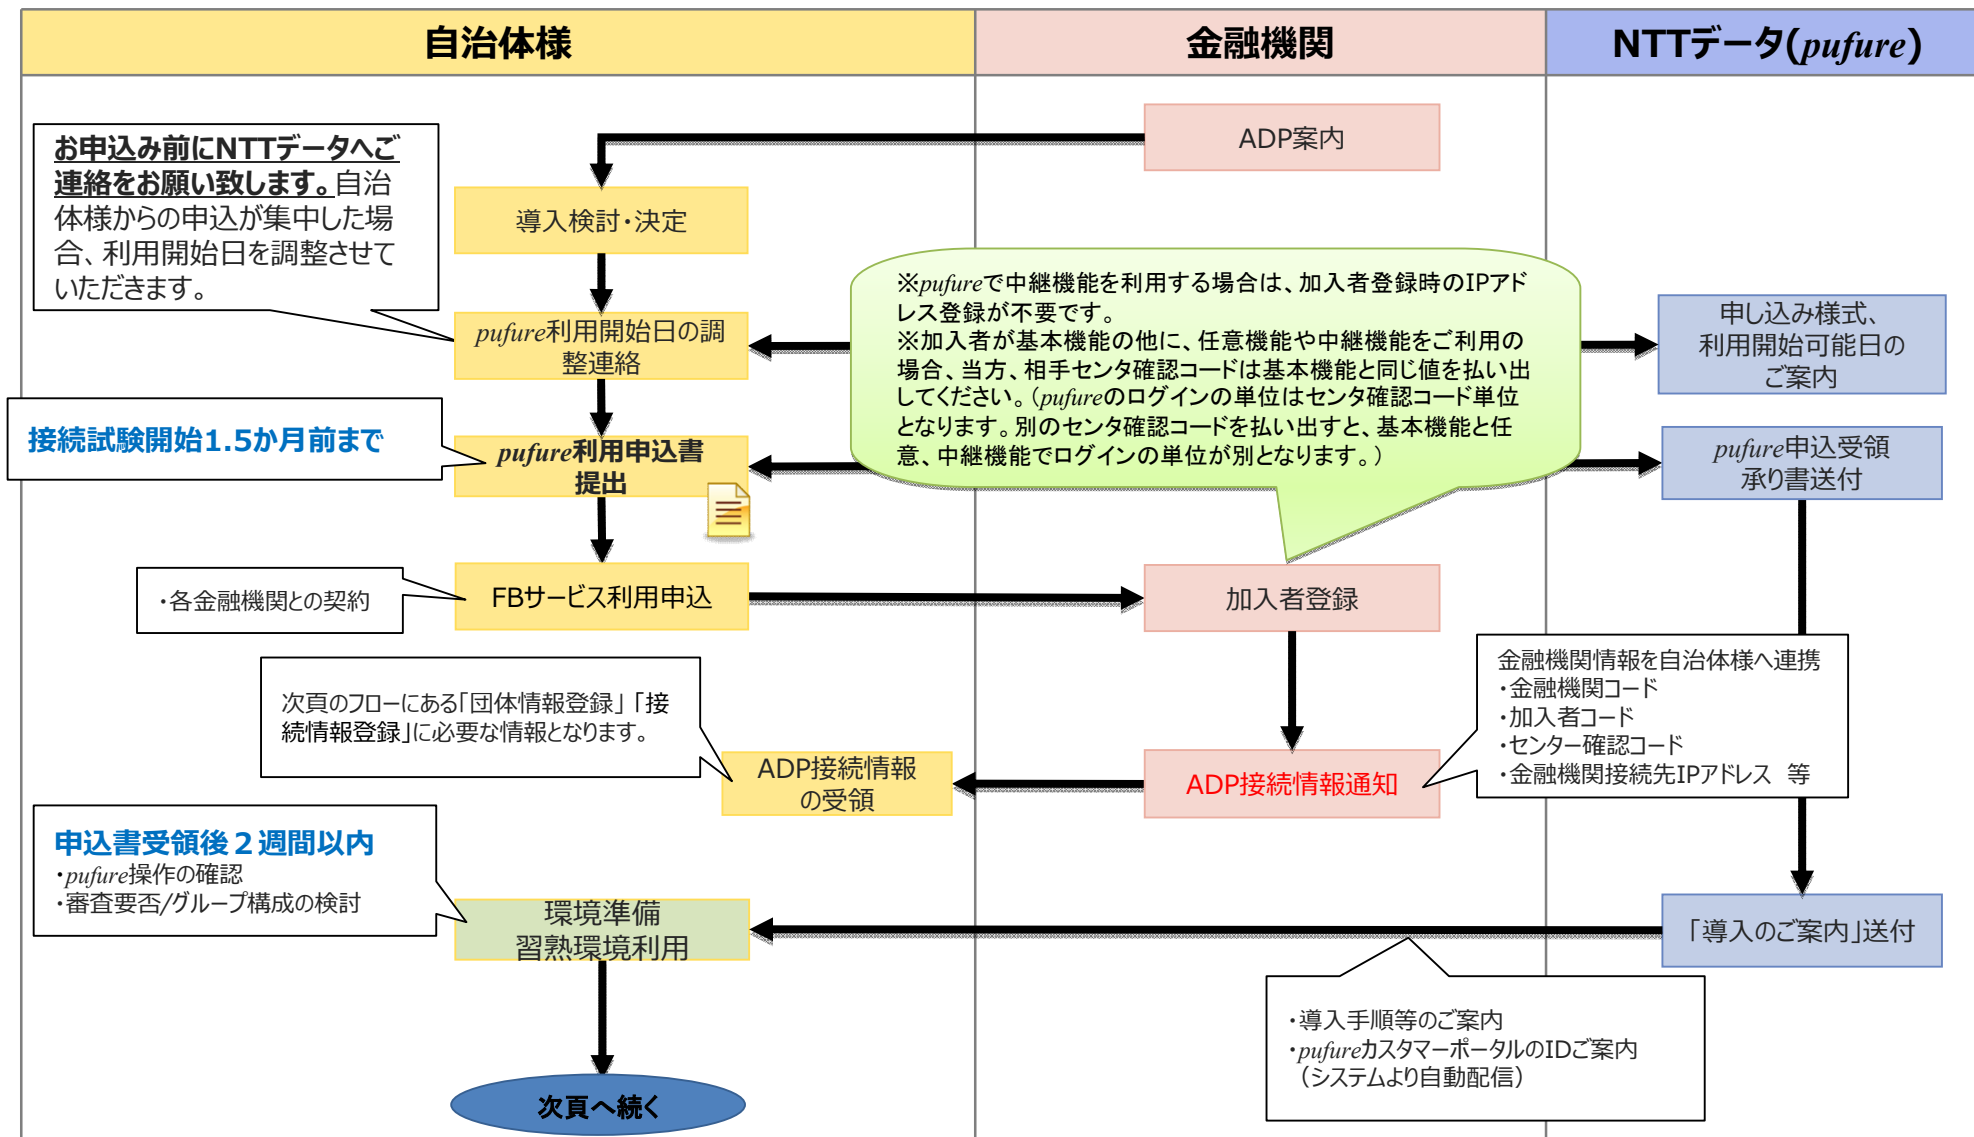 自治体様
金融機関
NTTデータ(pufure)
お申込み前にNTTデータへご
連絡をお願い致します。自治
体様からの申込が集中した場
合、利用開始日を調整させて
いただきます。
ADP案内
導入検討・決定
※pufureで中継機能を利用する場合は、加入者登録時のIPアド
レス登録が不要です。
※加入者が基本機能の他に、任意機能や中継機能をご利用の
場合、当方、相手センタ確認コードは基本機能と同じ値を払い出
してください。（pufureのログインの単位はセンタ確認コード単位
となります。別のセンタ確認コードを払い出すと、基本機能と任
意、中継機能でログインの単位が別となります。）
pufure利用開始日の調
整連絡
申し込み様式、
利用開始可能日の
ご案内
接続試験開始1.5か月前まで
pufure利用申込書
提出
pufure申込受領
承り書送付
・各金融機関との契約
FBサービス利用申込
加入者登録
次頁のフローにある「団体情報登録」「接
続情報登録」に必要な情報となります。
金融機関情報を自治体様へ連携
・金融機関コード
・加入者コード
・センター確認コード
・金融機関接続先IPアドレス　等
ADP接続情報
の受領
ADP接続情報通知
申込書受領後２週間以内
・pufure操作の確認
・審査要否/グループ構成の検討
環境準備
習熟環境利用
「導入のご案内」送付
・導入手順等のご案内
・pufureカスタマーポータルのIDご案内
（システムより自動配信）
次頁へ続く